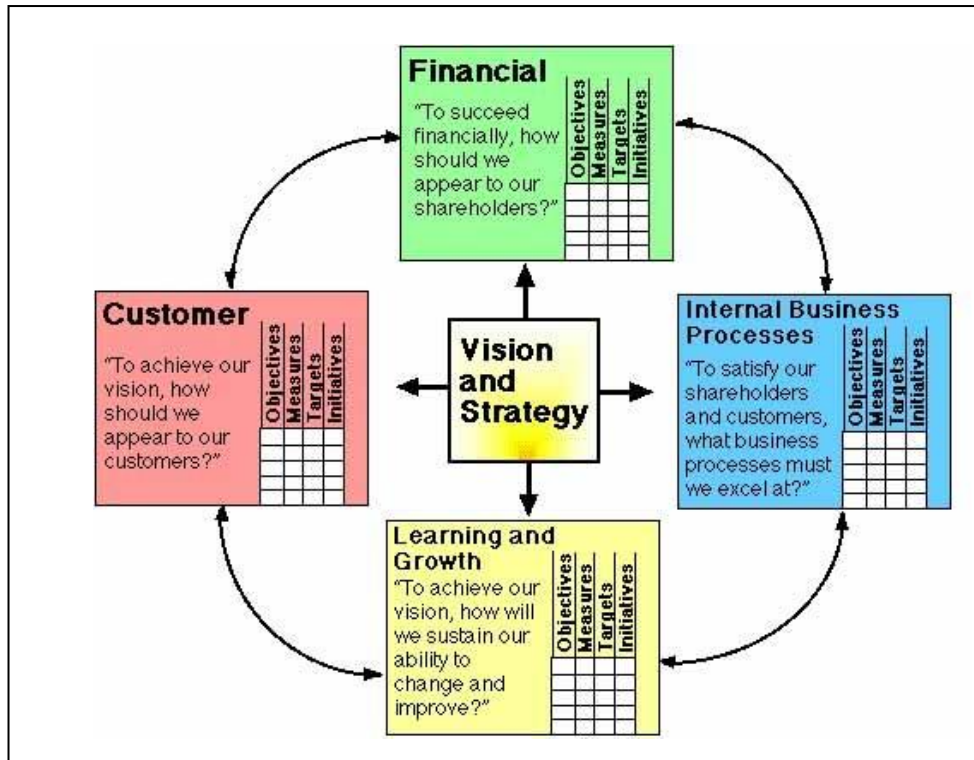 Financial
“To succeed
financially, how
should we
appear to our
shareholders?”
Objectives
Measures
Targets
Initiatives
Customer
“To achieve our
vision, how
should we
appear to our
customers?”
Objectives
Measures
Targets
Initiatives
Vision
and
Strategy
Internal Business
Processes
“To satisfy our
shareholders
and customers,
what business
processes must
we excel at?”
Objectives
Measures
Targets
Initiatives
Learning and
Growth
“To achieve our
vision, how will
we sustain our
ability to
change and
improve?”
Objectives
Measures
Targets
Initiatives